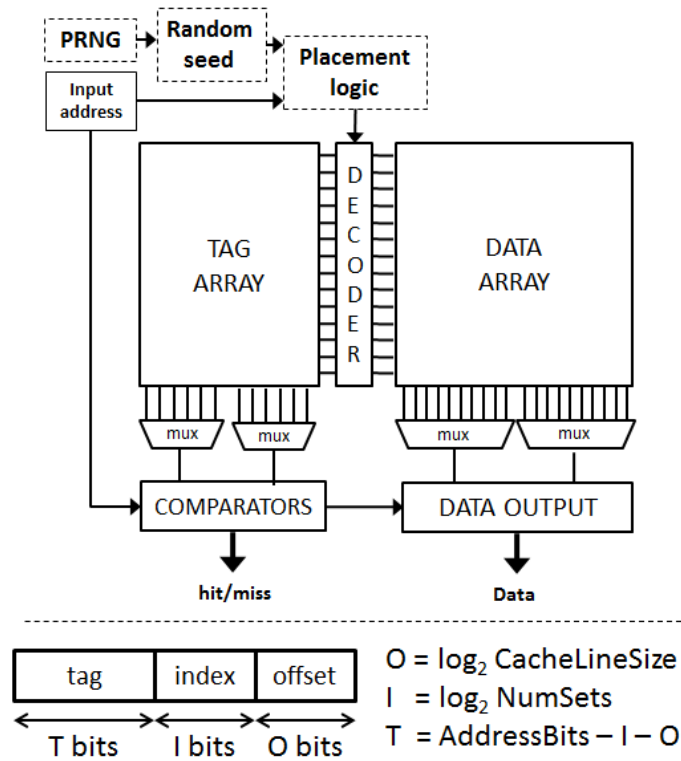 PRNG
Random
seed
Placement
logic
Input
address
TAG
ARRAY
D
E
C
O
D
E
R
DATA
ARRAY
mux
mux
mux
mux
COMPARATORS
DATA OUTPUT
hit/miss
Data
tag
index
offset
T bits
I bits
O bits
O = log₂ CacheLineSize
I = log₂ NumSets
T = AddressBits – I – O